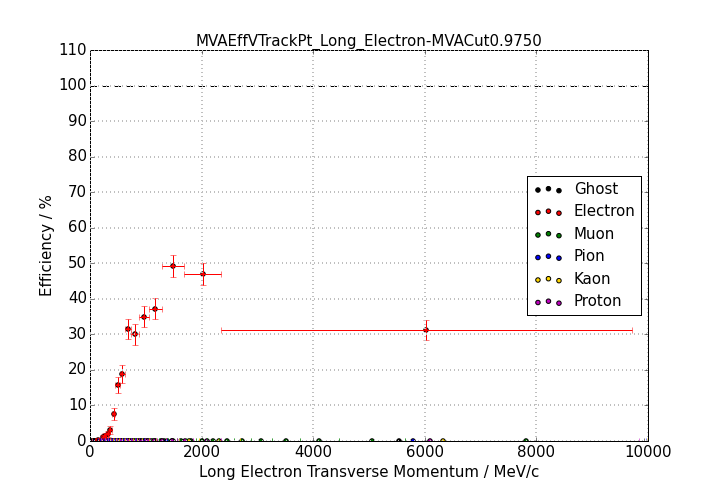 MVAEffVTrackPt_Long_Electron-MVACut0.9750
110
100
90
80
70
60
50
40
30
20
10
0
Efficiency / %
Ghost
Electron
Muon
Pion
Kaon
Proton
0 2000 4000 6000 8000 10000
Long Electron Transverse Momentum / MeV/c